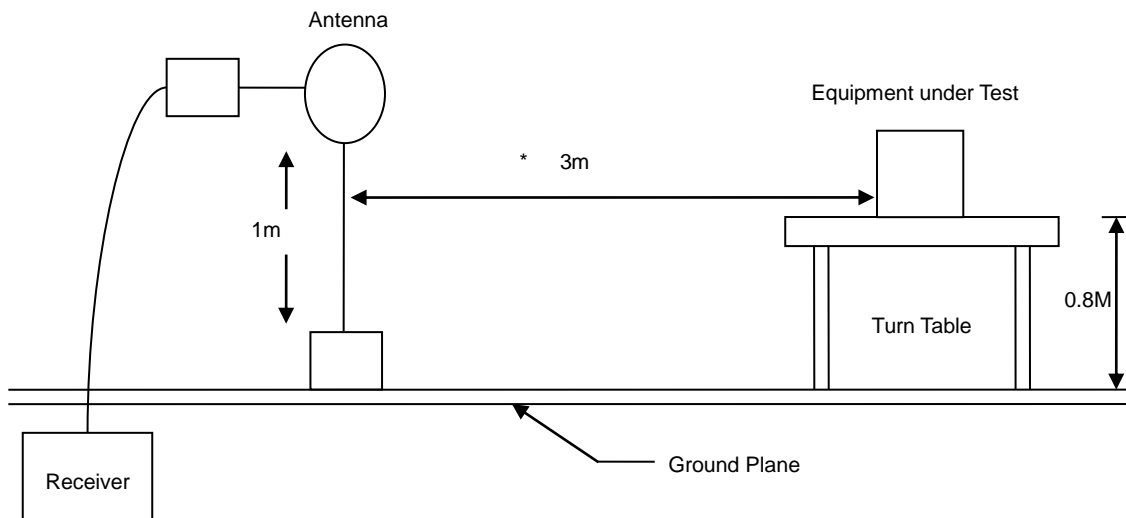 Antenna
Equipment under Test
* 3m
1m
0.8M
Turn Table
Ground Plane
Receiver